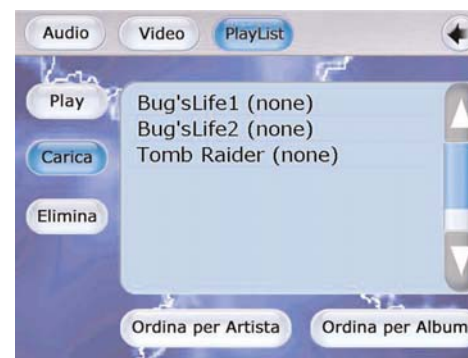 Audio Video PlayList
Play
Bug'sLife1 (none)
Bug'sLife2 (none)
Carica
Tomb Raider (none)
Elimina
Ordina per Artista Ordina per Album